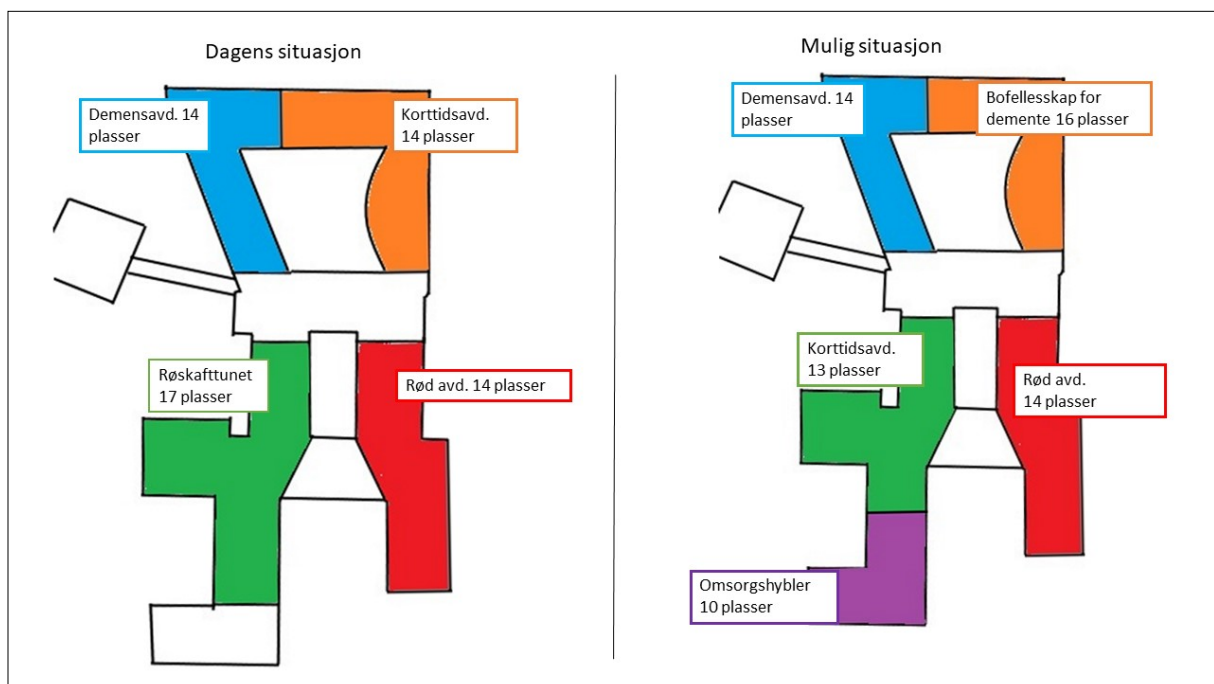 Dagens situasjon
Demensavd. 14
plasser
Korttidsavd.
14 plasser
Røskafttunet
17 plasser
Rød avd. 14 plasser
Mulig situasjon
Demensavd. 14
plasser
Bofellesskap for
demente 16 plasser
Korttidsavd.
13 plasser
Rød avd.
14 plasser
Omsorgshybler
10 plasser